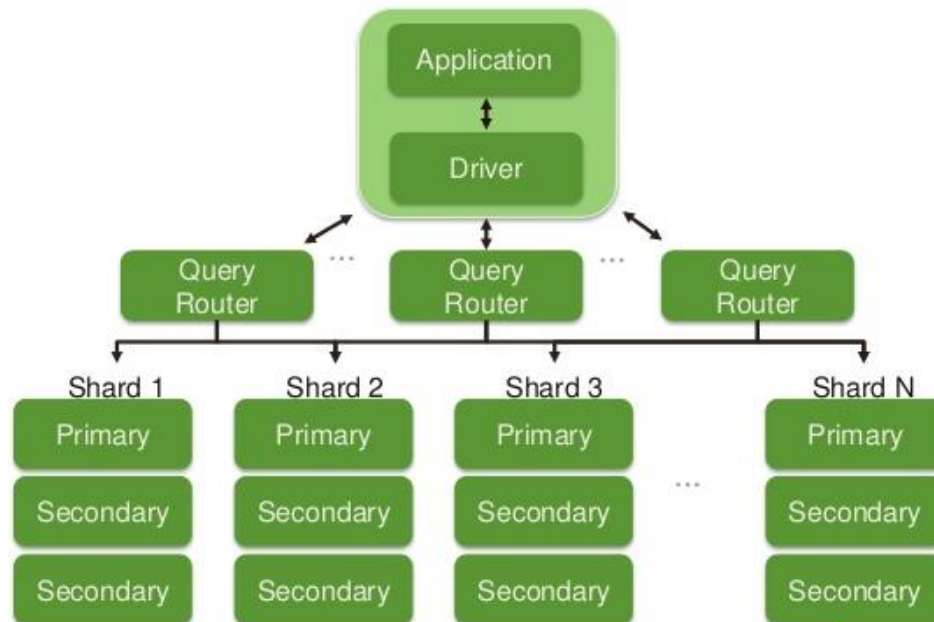 Application
Driver
...
...
Query
Router
Query
Router
Query
Router
Shard 1
Shard 2
Shard 3
Shard N
Primary
Primary
Primary
Primary
...
Secondary
Secondary
Secondary
Secondary
Secondary
Secondary
Secondary
Secondary